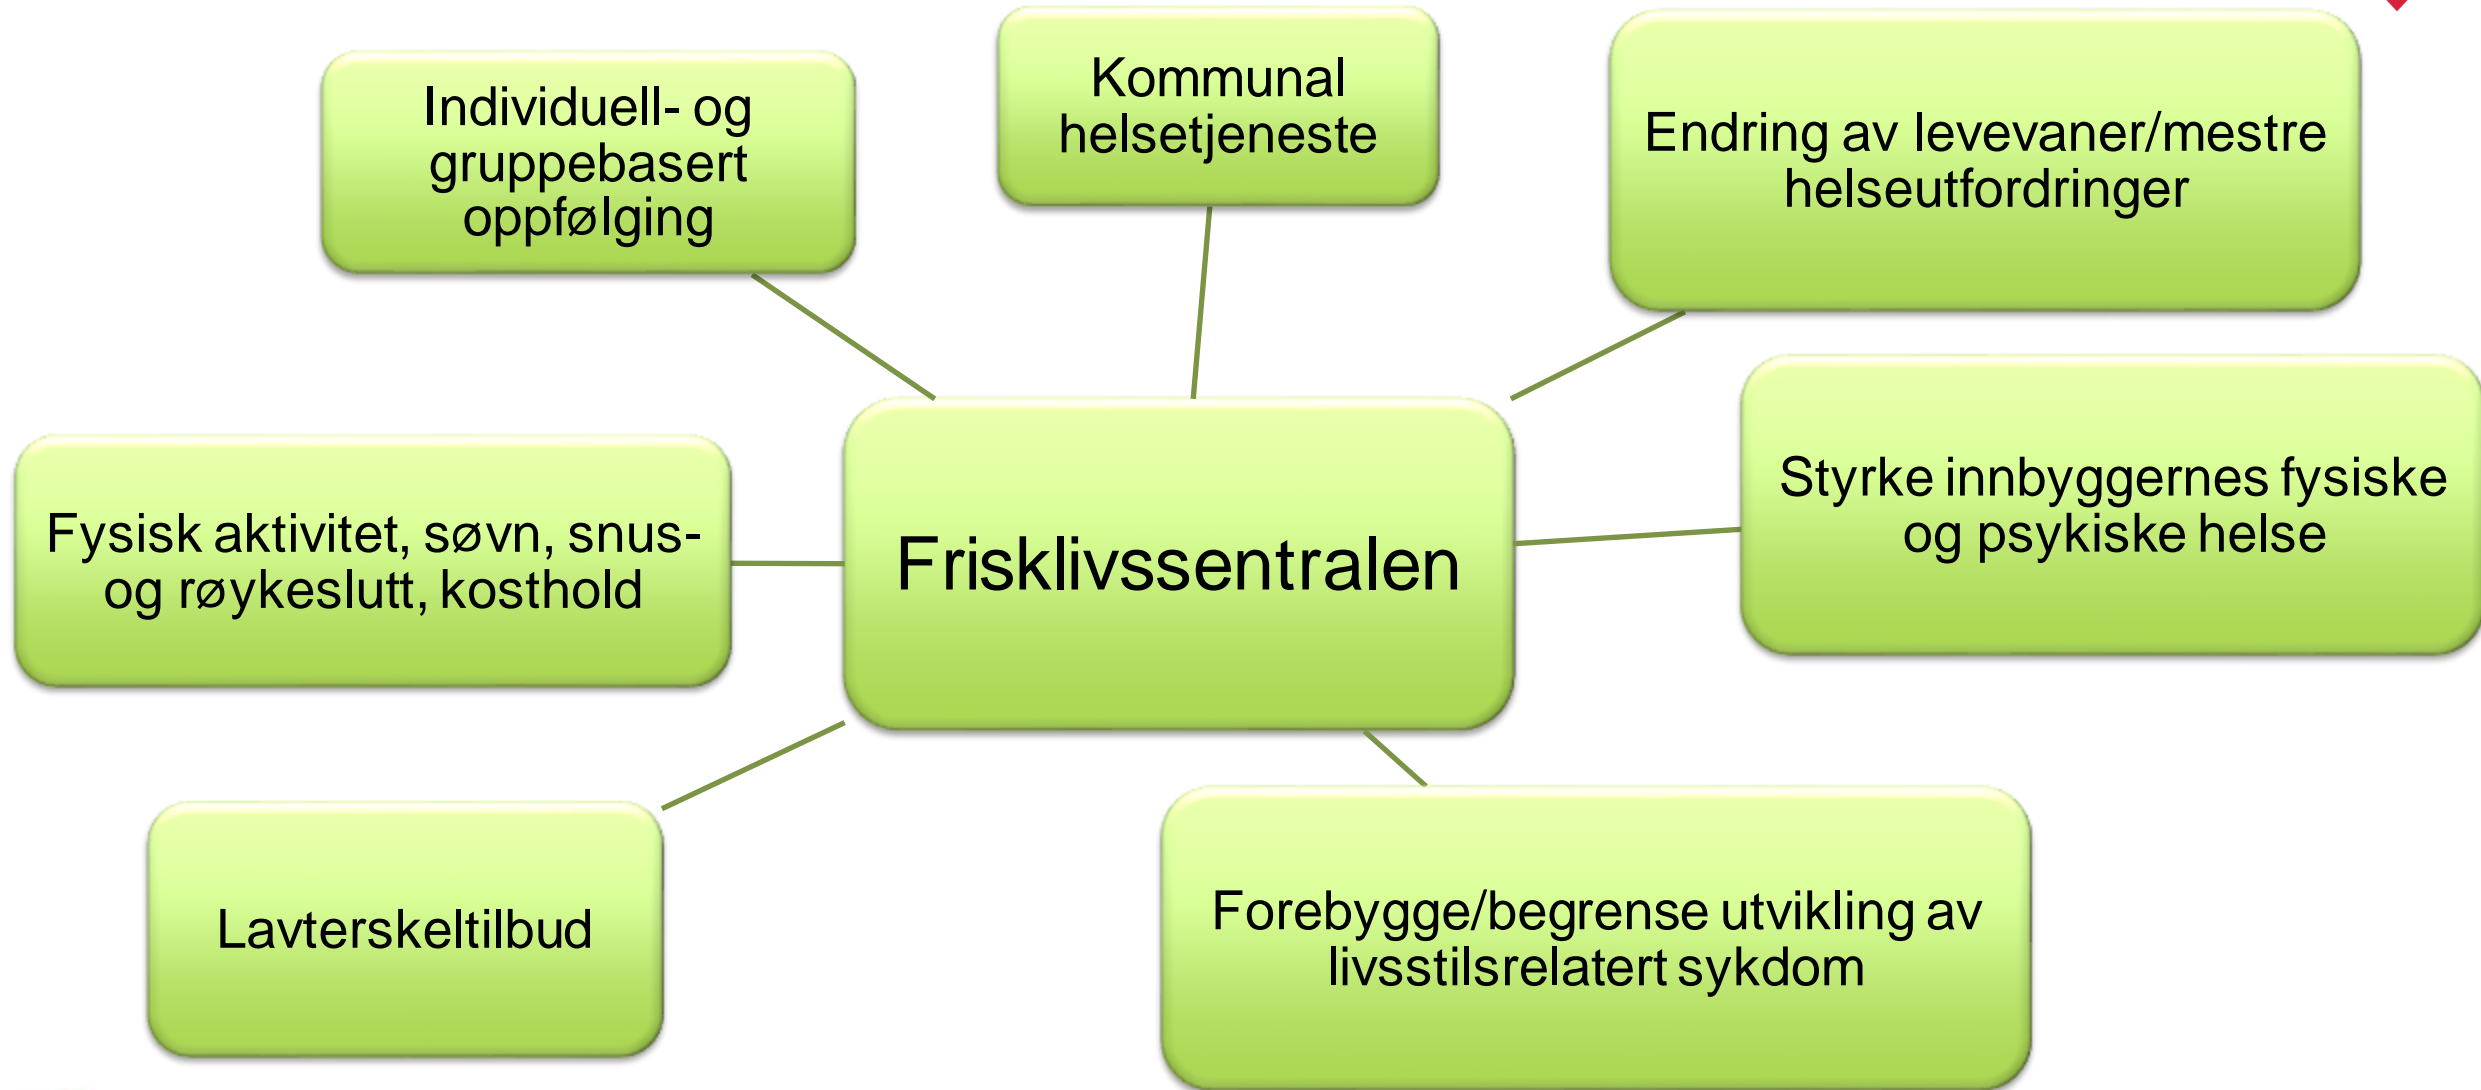 Kommunal
helsetjeneste
Individuell- og
gruppebasert
oppfølging
Endring av levevaner/mestre
helseutfordringer
Fysisk aktivitet, søvn, snus-
og røykeslutt, kosthold
Frisklivssentralen
Styrke innbyggernes fysiske
og psykiske helse
Lavterskeltilbud
Forebygge/begrense utvikling av
livsstilsrelatert sykdom